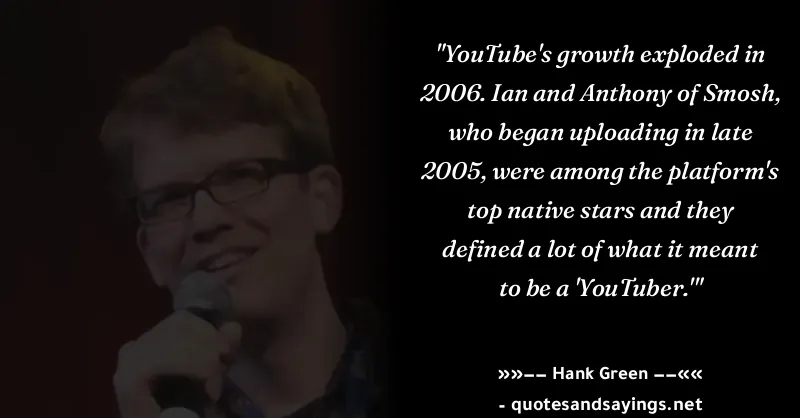 "YouTube's growth exploded in
2006. Ian and Anthony of Smosh,
who began uploading in late
2005, were among the platform's
top native stars and they
defined a lot of what it meant
to be a 'YouTuber.'"
»»−− Hank Green −−««
- quotesandsayings.net